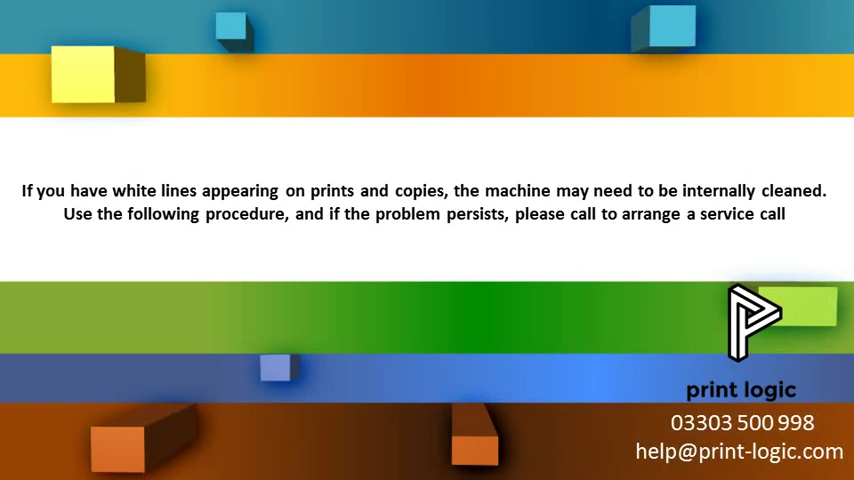 If you have white lines appearing on prints and copies, the machine may need to be internally cleaned.
Use the following procedure, and if the problem persists, please call to arrange a service call
print logic
03303 500 998
help@print-logic.com